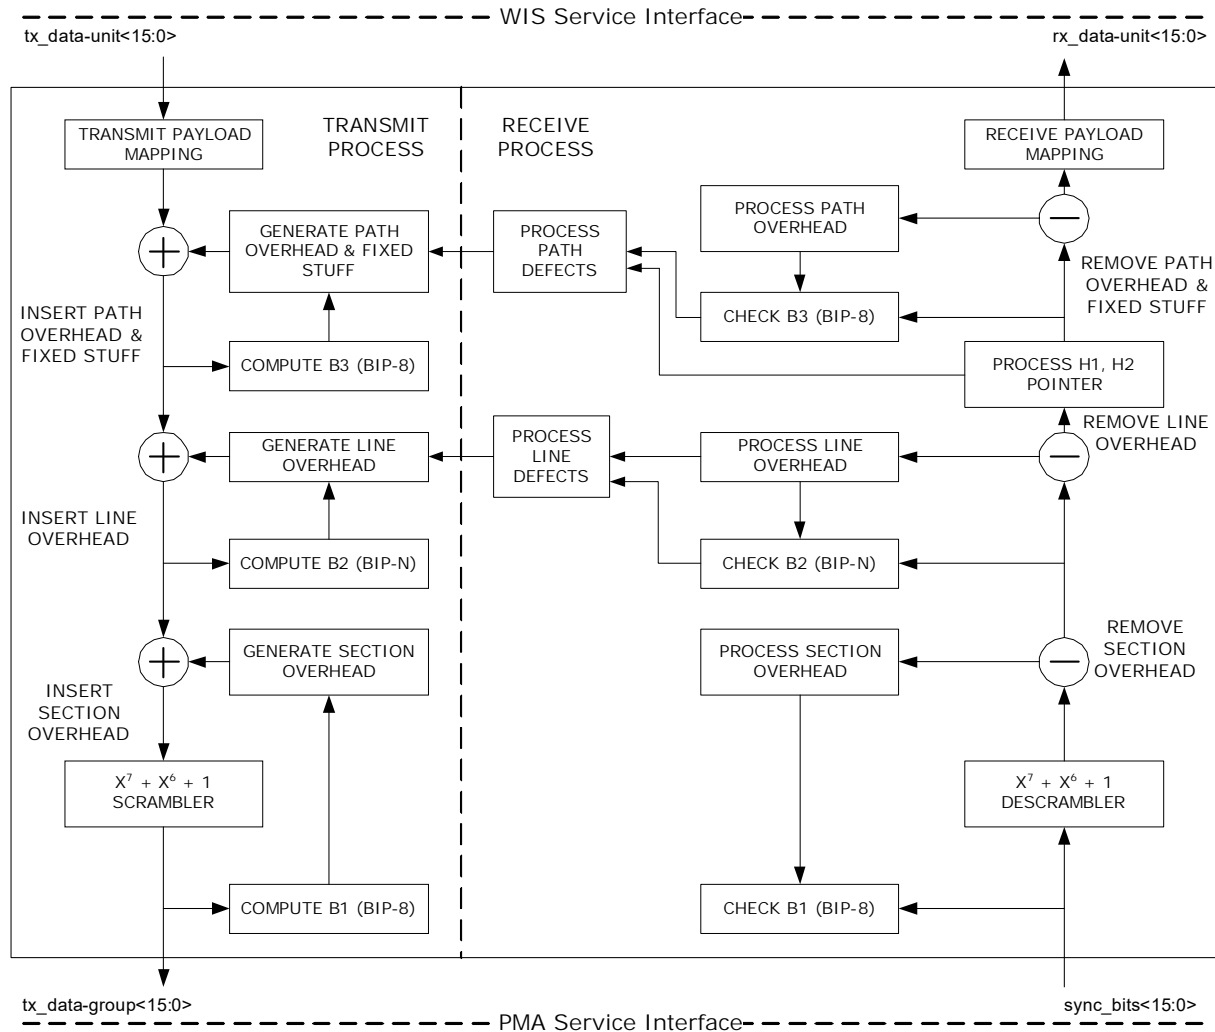 WIS Service Interface
tx_data-unit<15:0>
rx_data-unit<15:0>
TRANSMIT PAYLOAD
MAPPING
TRANSMIT
PROCESS
RECEIVE
PROCESS
RECEIVE PAYLOAD
MAPPING
GENERATE PATH
OVERHEAD & FIXED
STUFF
PROCESS
PATH
DEFECTS
PROCESS PATH
OVERHEAD
REMOVE PATH
OVERHEAD &
FIXED STUFF
INSERT PATH
OVERHEAD &
FIXED STUFF
CHECK B3 (BIP-8)
COMPUTE B3 (BIP-8)
PROCESS H1, H2
POINTER
GENERATE LINE
OVERHEAD
PROCESS
LINE
DEFECTS
PROCESS LINE
OVERHEAD
REMOVE LINE
OVERHEAD
INSERT LINE
OVERHEAD
COMPUTE B2 (BIP-N)
CHECK B2 (BIP-N)
GENERATE SECTION
OVERHEAD
PROCESS SECTION
OVERHEAD
REMOVE
SECTION
OVERHEAD
INSERT
SECTION
OVERHEAD
X⁷ + X⁶ + 1
SCRAMBLER
X⁷ + X⁶ + 1
DESCRAMBLER
COMPUTE B1 (BIP-8)
CHECK B1 (BIP-8)
tx_data-group<15:0>
sync_bits<15:0>
PMA Service Interface